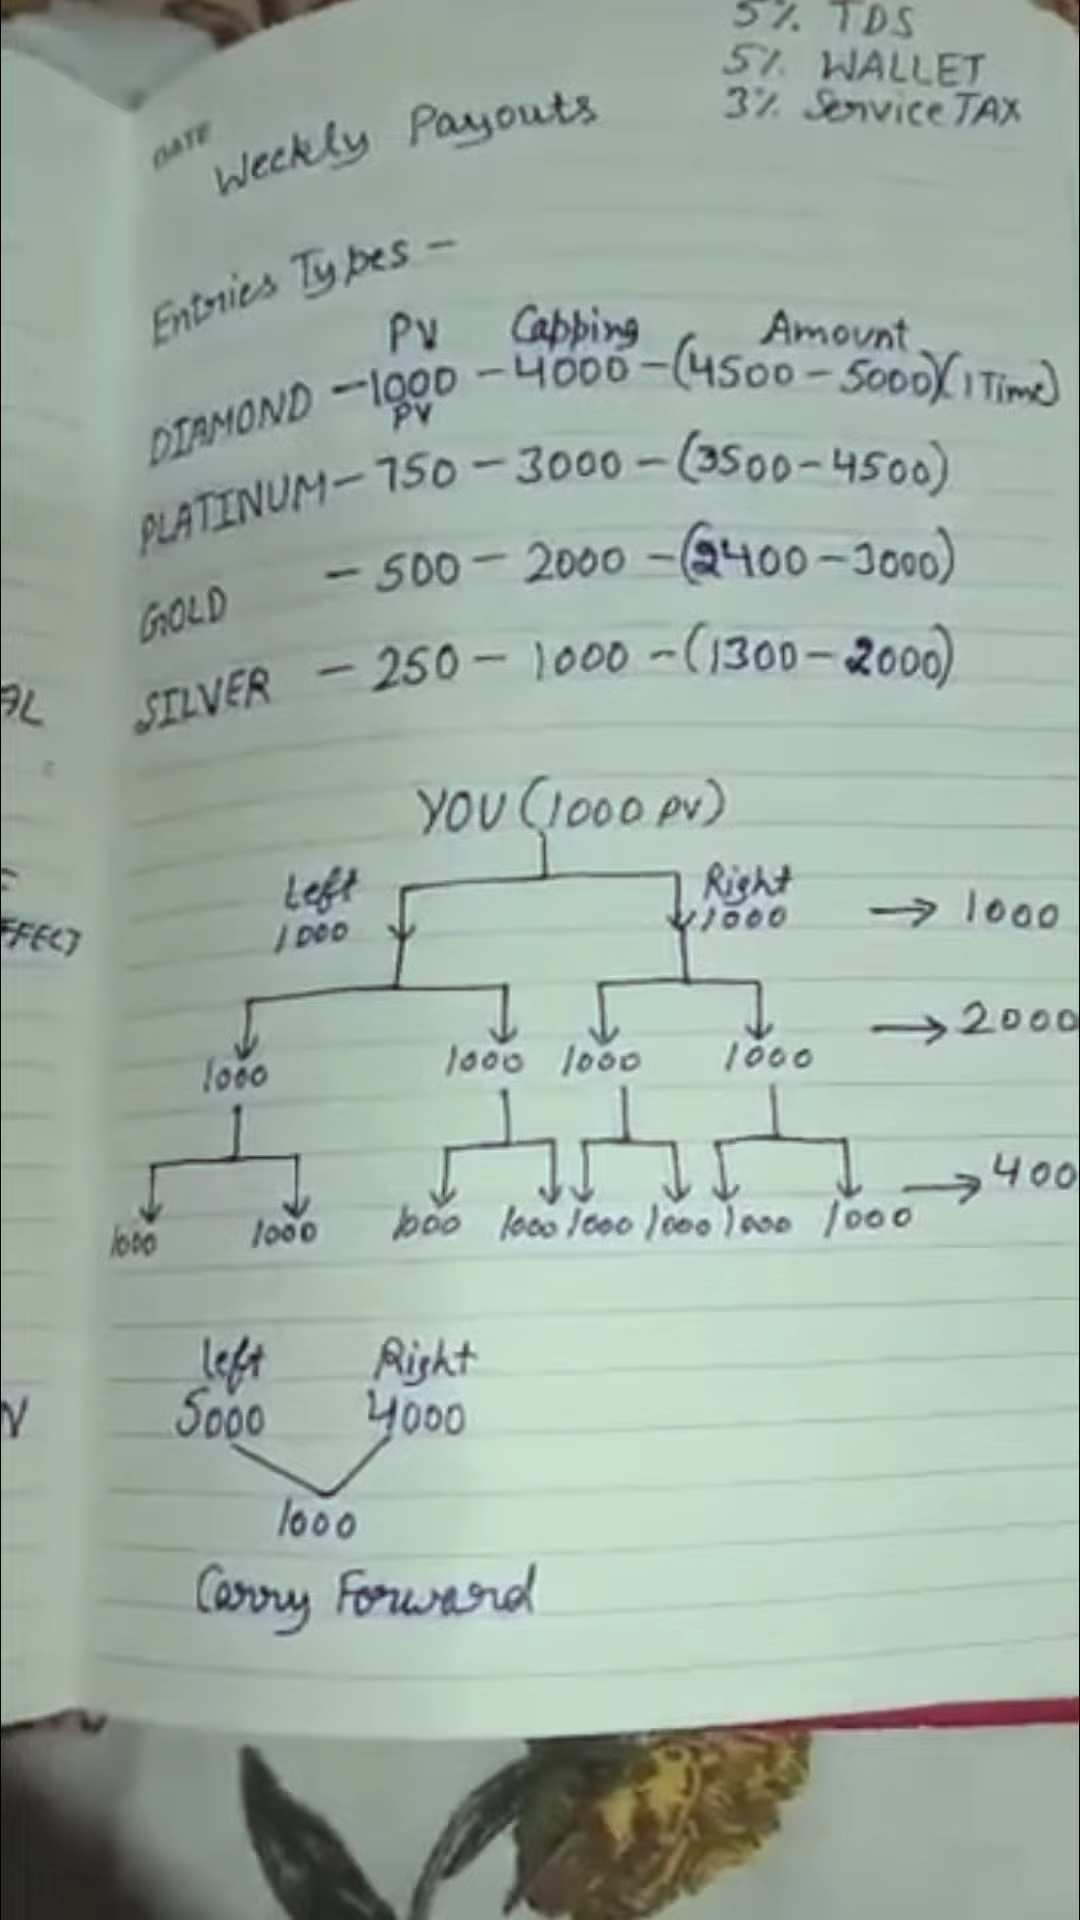 5% TDS
5% WALLET
3% Service TAX
DATE
Weekly Payouts
Entries Types -
PV Capping Amount
DIAMOND - 1000 - 4000 - (4500 - 5000) (1 Time)
PV
PLATINUM - 750 - 3000 - (3500 - 4500)
GOLD - 500 - 2000 - (2400 - 3000)
SILVER - 250 - 1000 - (1300 - 2000)
YOU (1000 PV)
Left Right
1000 1000 → 1000
1000 1000 1000 1000 → 2000
1000 1000 1000 1000 1000 1000 1000 1000 → 400
Left Right
5000 4000
1000
Carry Forward